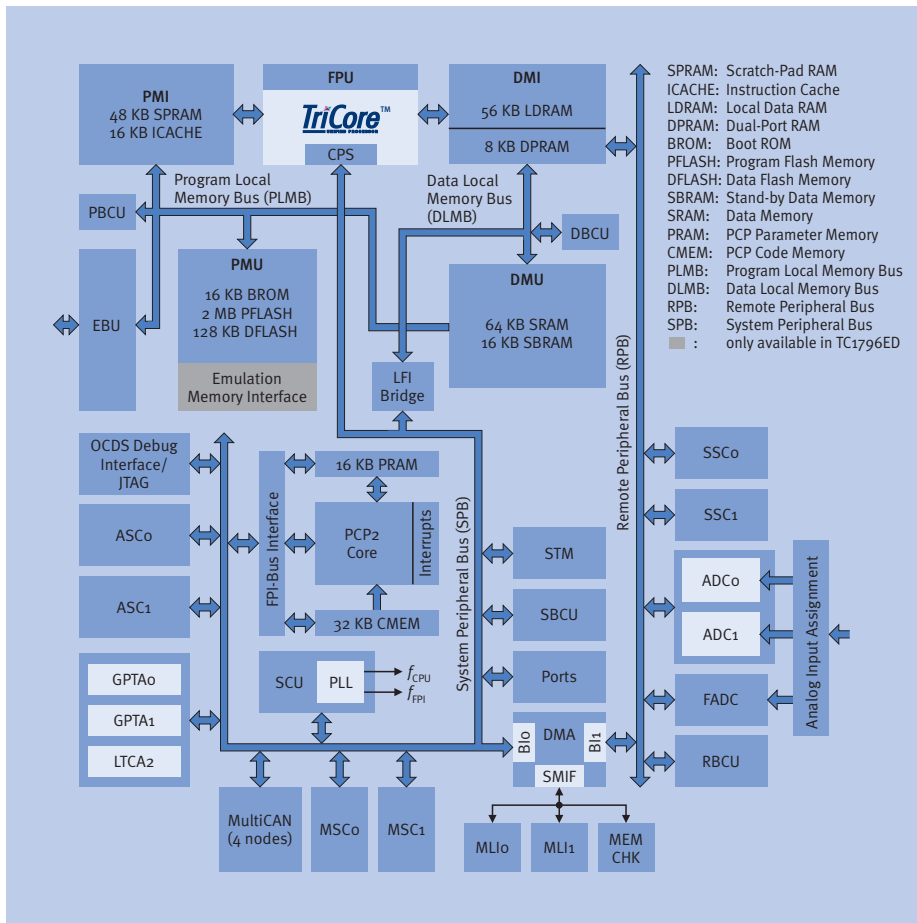 PMI
48 KB SPRAM
16 KB ICACHE
FPU
TriCore™
UNIFIED PROCESSOR
CPS
DMI
56 KB LDRAM
8 KB DPRAM
SPRAM: Scratch-Pad RAM
ICACHE: Instruction Cache
LDRAM: Local Data RAM
DPRAM: Dual-Port RAM
BROM: Boot ROM
PFLASH: Program Flash Memory
DFLASH: Data Flash Memory
SBRAM: Stand-by Data Memory
SRAM: Data Memory
PRAM: PCP Parameter Memory
CMEM: PCP Code Memory
PLMB: Program Local Memory Bus
DLMB: Data Local Memory Bus
RPB: Remote Peripheral Bus
SPB: System Peripheral Bus
: only available in TC1796ED
Program Local
Memory Bus (PLMB)
Data Local
Memory Bus
(DLMB)
PBCU
DBCU
EBU
PMU
16 KB BROM
2 MB PFLASH
128 KB DFLASH
Emulation
Memory Interface
DMU
64 KB SRAM
16 KB SBRAM
LFI
Bridge
Remote Peripheral Bus (RPB)
OCDS Debug
Interface/
JTAG
ASC0
ASC1
GPTA0
GPTA1
LTCA2
FPI-Bus Interface
16 KB PRAM
PCP2
Core
Interrupts
32 KB CMEM
SCU
PLL
fCPU
fFPI
System Peripheral Bus (SPB)
STM
SBCU
Ports
SSC0
SSC1
ADC0
ADC1
FADC
RBCU
Analog Input Assignment
BI0
DMA
BI1
SMIF
MultiCAN
(4 nodes)
MSC0
MSC1
MLI0
MLI1
MEM
CHK